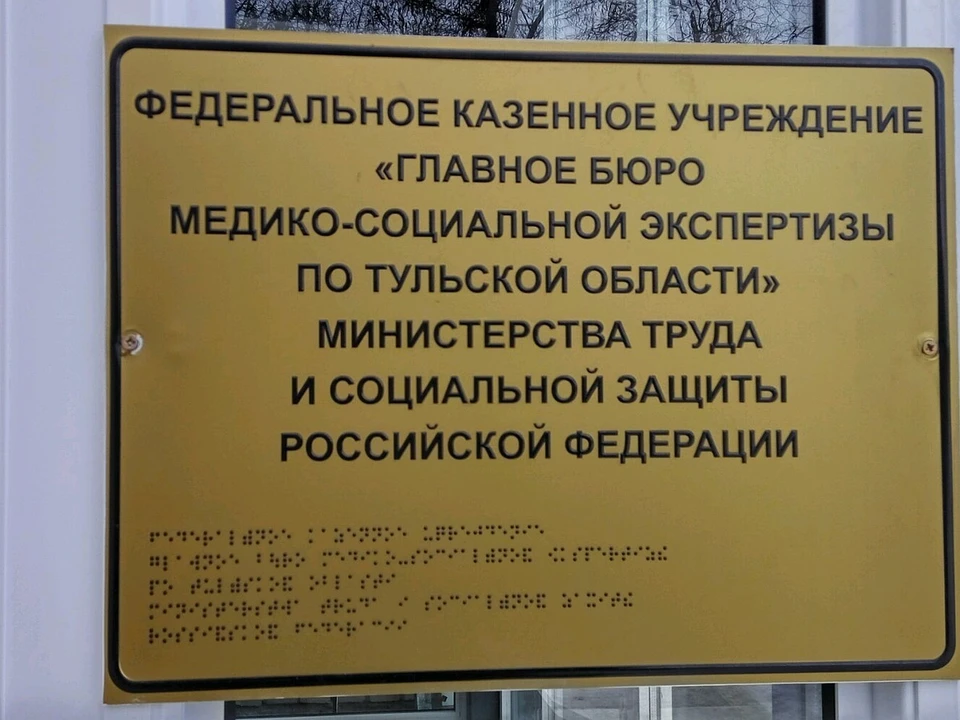 ФЕДЕРАЛЬНОЕ КАЗЕННОЕ УЧРЕЖДЕНИЕ
«ГЛАВНОЕ БЮРО
МЕДИКО-СОЦИАЛЬНОЙ ЭКСПЕРТИЗЫ
ПО ТУЛЬСКОЙ ОБЛАСТИ»
МИНИСТЕРСТВА ТРУДА
И СОЦИАЛЬНОЙ ЗАЩИТЫ
РОССИЙСКОЙ ФЕДЕРАЦИИ